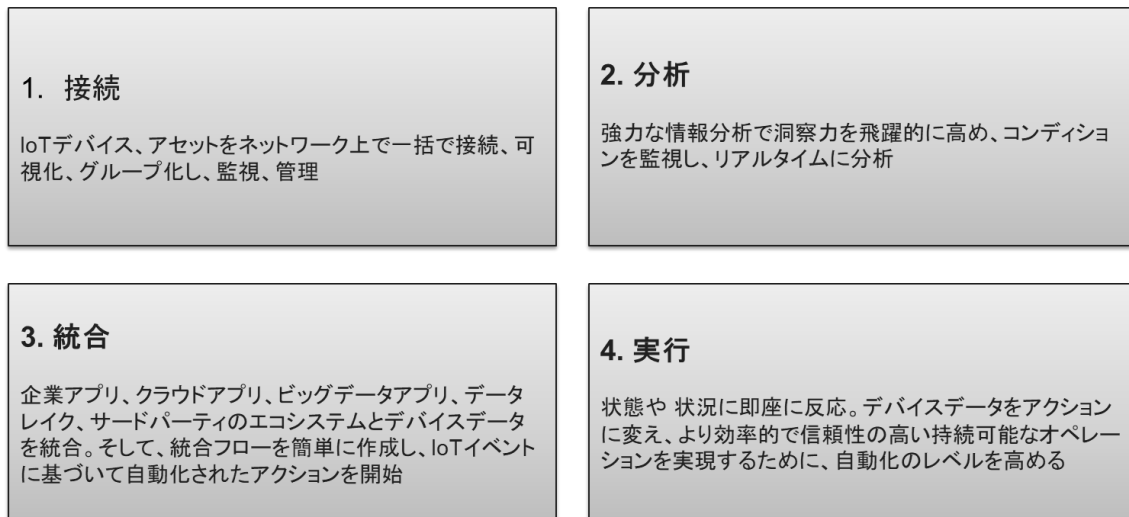 1. 接続
IoTデバイス、アセットをネットワーク上で一括で接続、可
視化、グループ化し、監視、管理
2. 分析
強力な情報分析で洞察力を飛躍的に高め、コンディショ
ンを監視し、リアルタイムに分析
3. 統合
企業アプリ、クラウドアプリ、ビッグデータアプリ、データ
レイク、サードパーティのエコシステムとデバイスデータ
を統合。そして、統合フローを簡単に作成し、IoTイベント
に基づいて自動化されたアクションを開始
4. 実行
状態や 状況に即座に反応。デバイスデータをアクション
に変え、より効率的で信頼性の高い持続可能なオペレー
ションを実現するために、自動化のレベルを高める